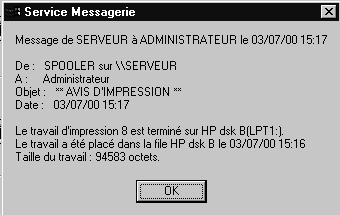 Service Messagerie
Message de SERVEUR à ADMINISTRATEUR le 03/07/00 15:17
De : SPOOLER sur \\SERVEUR
A : Administrateur
Objet : ** AVIS D'IMPRESSION **
Date : 03/07/00 15:17
Le travail d'impression 8 est terminé sur HP dsk B(LPT1:).
Le travail a été placé dans la file HP dsk B le 03/07/00 15:16
Taille du travail : 94583 octets.
OK